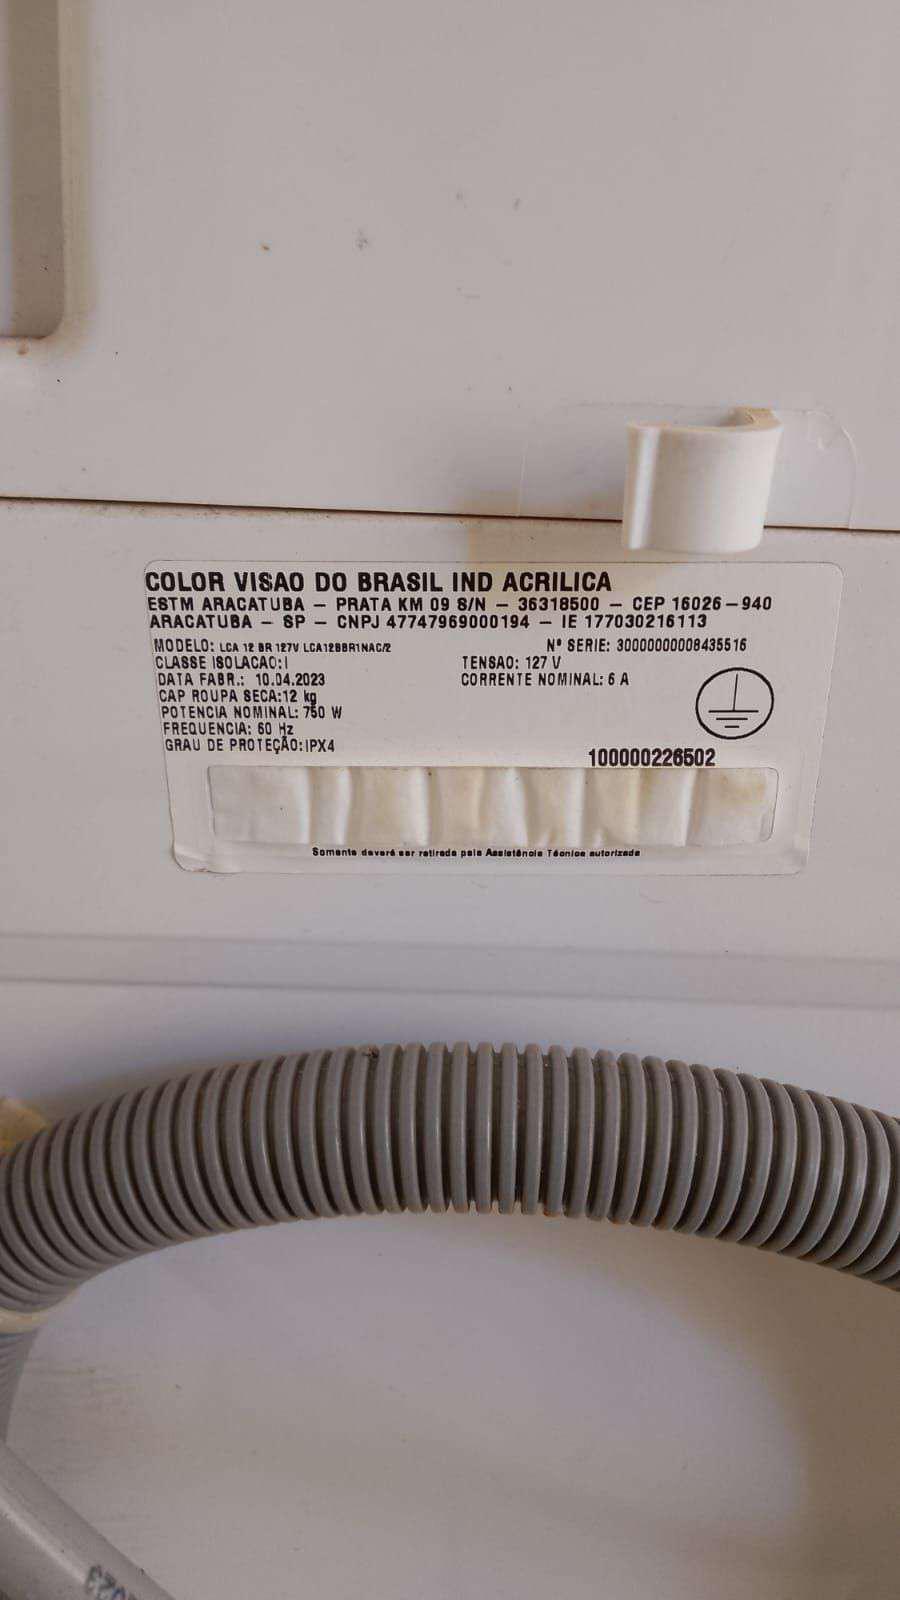 COLOR VISAO DO BRASIL IND ACRILICA
ESTM ARACATUBA – PRATA KM 09 S/N – 36318500 – CEP 16026-940
ARACATUBA – SP – CNPJ 47747969000194 – IE 177030216113
MODELO: LCA 12 BR 127V LCA12BBR1NAC/2 Nº SERIE: 30000000008435516
CLASSE ISOLACAO: I TENSAO: 127 V
DATA FABR.: 10.04.2023 CORRENTE NOMINAL: 6 A
CAP ROUPA SECA: 12 kg
POTENCIA NOMINAL: 750 W
FREQUENCIA: 60 Hz
GRAU DE PROTEÇÃO: IPX4
100000226502
Somente deverá ser retirada pela Assistência Técnica autorizada